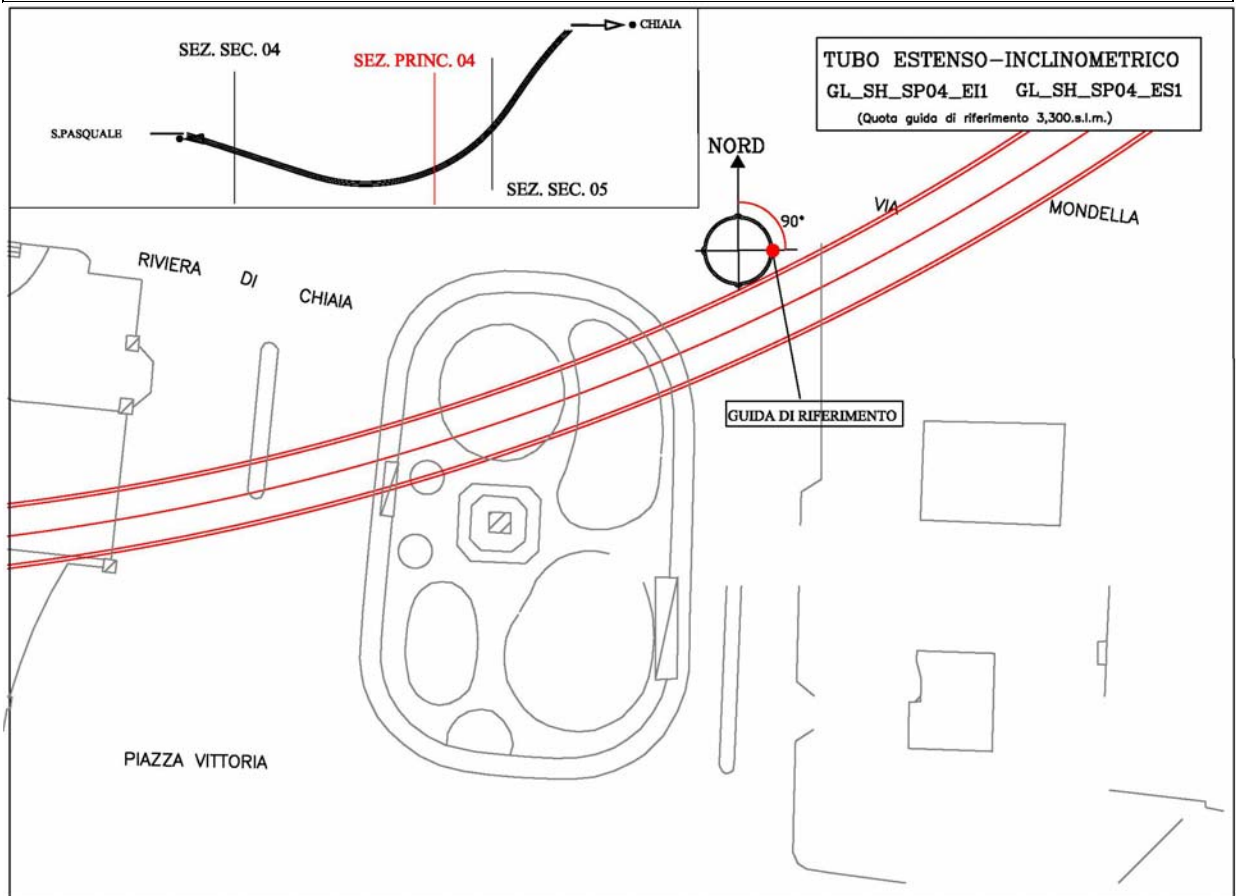 SEZ. SEC. 04
SEZ. PRINC. 04
CHIAIA
S.PASQUALE
SEZ. SEC. 05
TUBO ESTENSO-INCLINOMETRICO
GL_SH_SP04_EI1 GL_SH_SP04_ES1
(Quota guida di riferimento 3,300.s.l.m.)
NORD
90°
VIA MONDELLA
RIVIERA DI CHIAIA
GUIDA DI RIFERIMENTO
PIAZZA VITTORIA